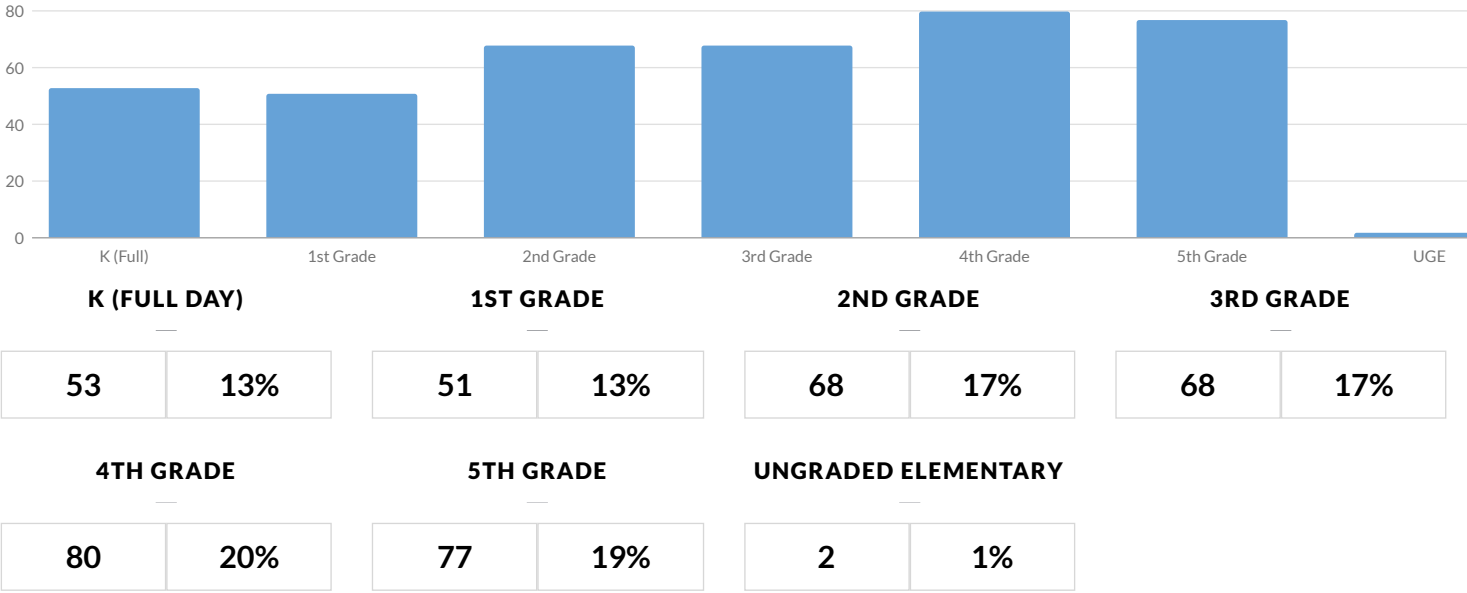 80
60
40
20
0
K (Full) 1st Grade 2nd Grade 3rd Grade 4th Grade 5th Grade UGE
K (FULL DAY) 1ST GRADE 2ND GRADE 3RD GRADE
53 13% 51 13% 68 17% 68 17%
4TH GRADE 5TH GRADE UNGRADED ELEMENTARY
80 20% 77 19% 2 1%